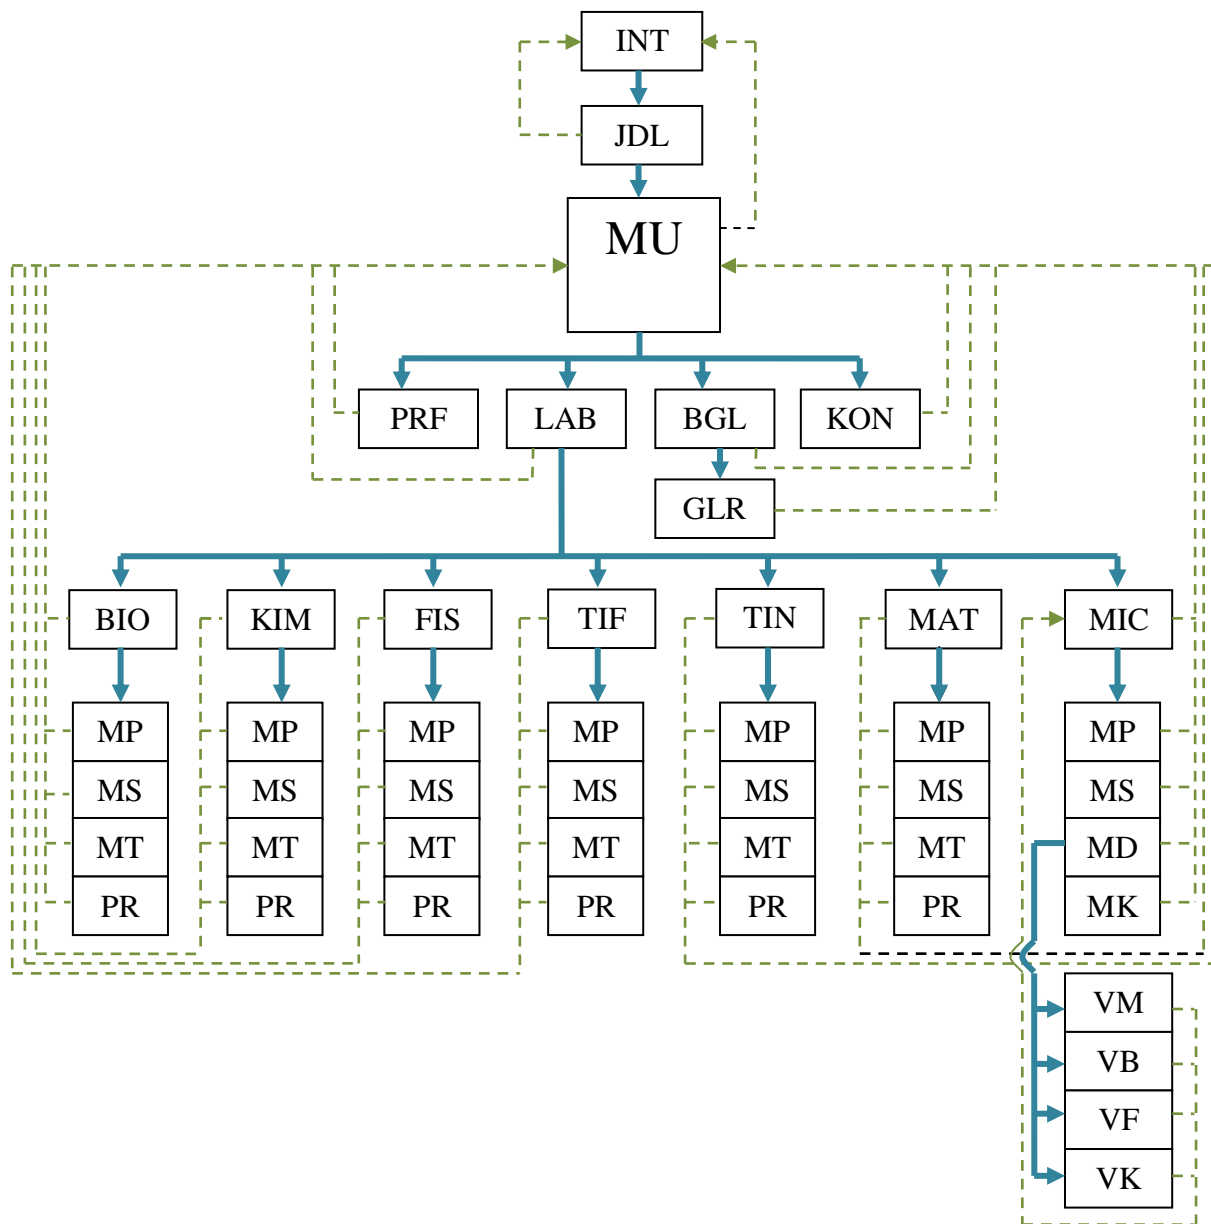 INT
JDL
MU
PRF LAB BGL KON
GLR
BIO KIM FIS TIF TIN MAT MIC
MP MP MP MP MP MP MP
MS MS MS MS MS MS MS
MT MT MT MT MT MT MD
PR PR PR PR PR PR MK
VM
VB
VF
VK